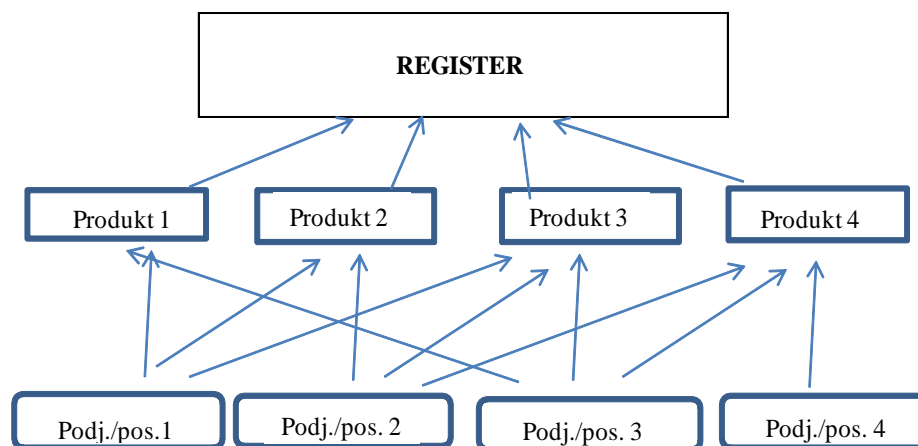 REGISTER
Produkt 1
Produkt 2
Produkt 3
Produkt 4
Podj./pos.1
Podj./pos. 2
Podj./pos. 3
Podj./pos. 4